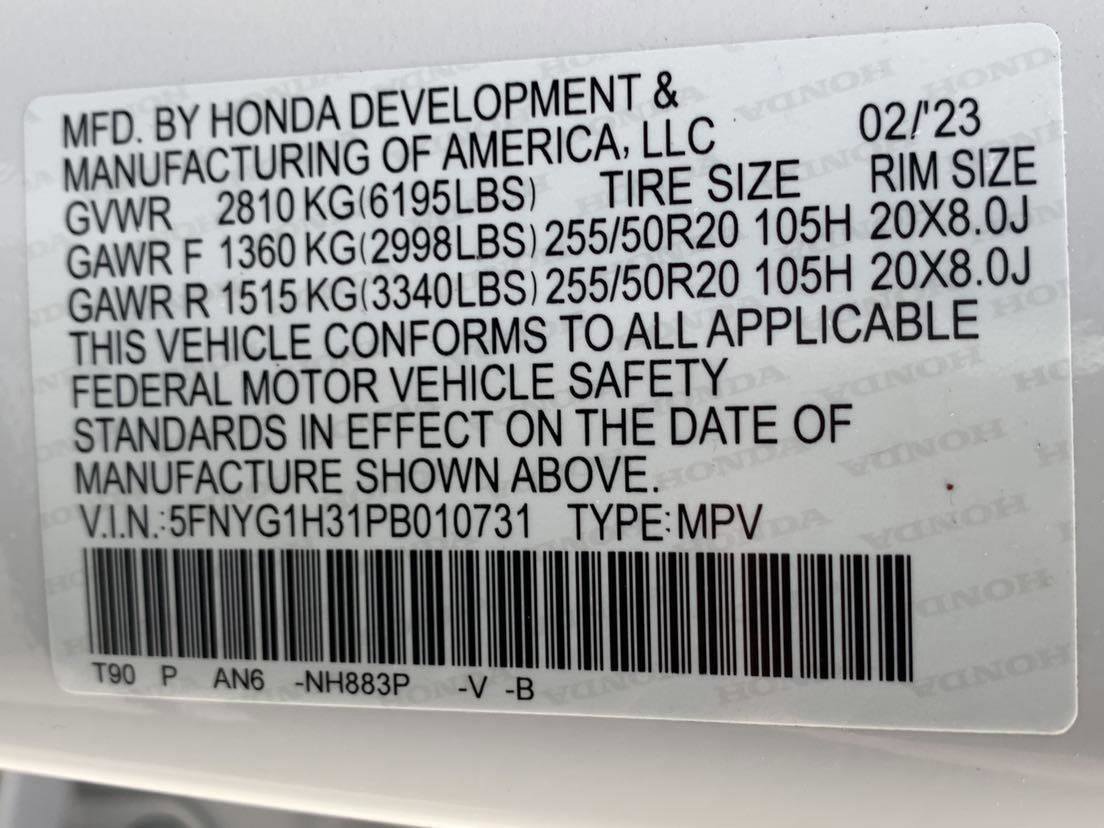 MFD. BY HONDA DEVELOPMENT &
MANUFACTURING OF AMERICA, LLC 02/'23
GVWR 2810 KG(6195LBS) TIRE SIZE RIM SIZE
GAWR F 1360 KG(2998LBS) 255/50R20 105H 20X8.0J
GAWR R 1515 KG(3340LBS) 255/50R20 105H 20X8.0J
THIS VEHICLE CONFORMS TO ALL APPLICABLE
FEDERAL MOTOR VEHICLE SAFETY
STANDARDS IN EFFECT ON THE DATE OF
MANUFACTURE SHOWN ABOVE.
V.I.N.:5FNYG1H31PB010731 TYPE:MPV
T90 P AN6 -NH883P -V -B